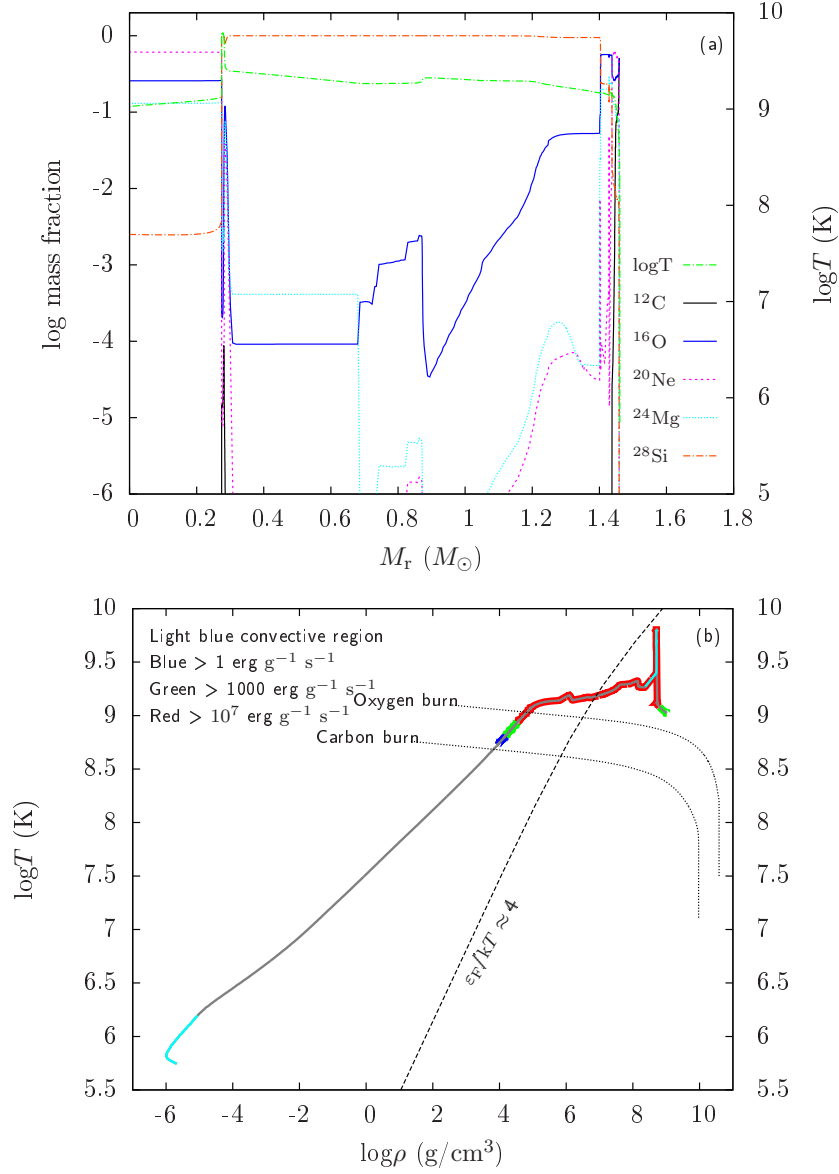 (a)
10
9
8
7
6
5
0
-1
-2
-3
-4
-5
-6
log mass fraction
logT (K)
logT
¹²C
¹⁶O
²⁰Ne
²⁴Mg
²⁸Si
0 0.2 0.4 0.6 0.8 1 1.2 1.4 1.6 1.8
Mᵣ (M⊙)
(b)
10
9.5
9
8.5
8
7.5
7
6.5
6
5.5
logT (K)
Light blue convective region
Blue > 1 erg g⁻¹ s⁻¹
Green > 1000 erg g⁻¹ s⁻¹
Red > 10⁷ erg g⁻¹ s⁻¹
Oxygen burn
Carbon burn
εF/kT ≈ 4
10
9.5
9
8.5
8
7.5
7
6.5
6
5.5
-6 -4 -2 0 2 4 6 8 10
logρ (g/cm³)